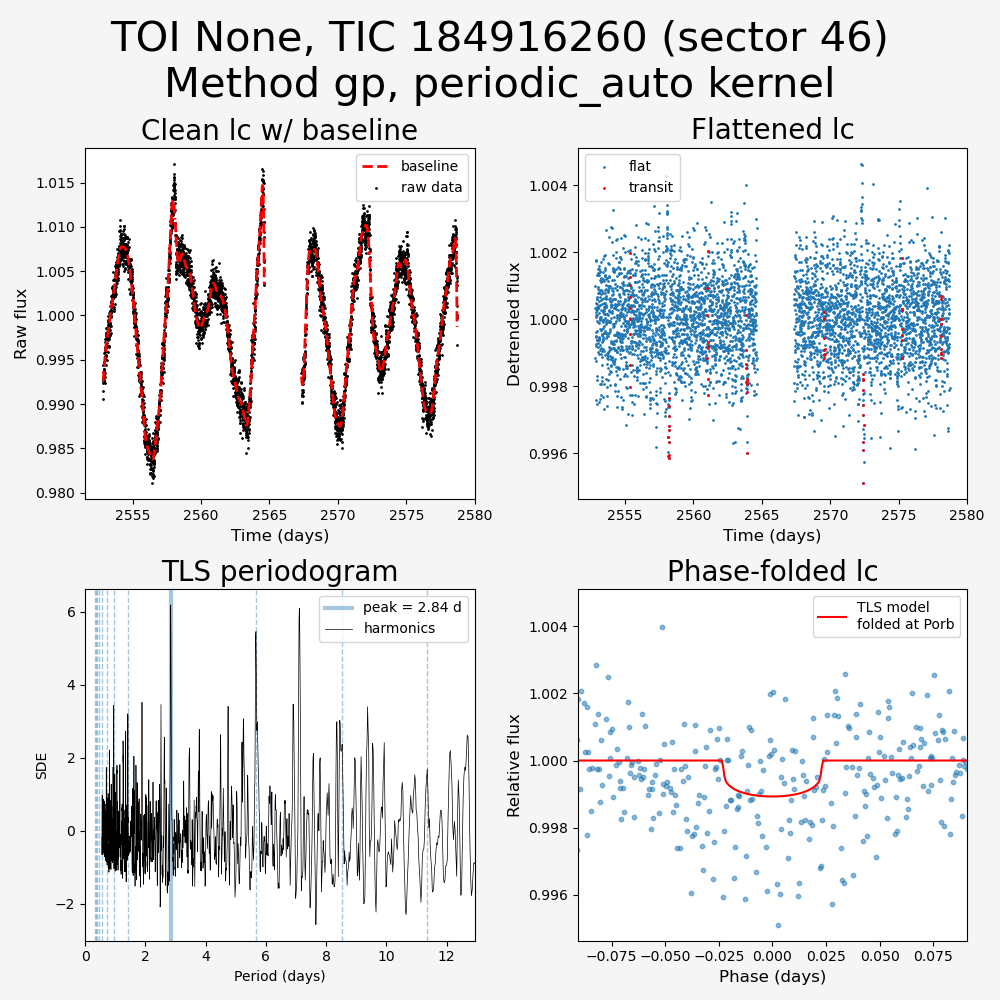 TOI None, TIC 184916260 (sector 46)
Method gp, periodic_auto kernel
Clean lc w/ baseline
baseline
raw data
1.015
1.010
1.005
1.000
0.995
0.990
0.985
0.980
Raw flux
2555
2560
2565
2570
2575
2580
Time (days)
Flattened lc
flat
transit
1.004
1.002
1.000
0.998
0.996
Detrended flux
2555
2560
2565
2570
2575
2580
Time (days)
TLS periodogram
peak = 2.84 d
harmonics
6
4
2
0
−2
SDE
0
2
4
6
8
10
12
Period (days)
Phase-folded lc
TLS model
folded at Porb
1.004
1.002
1.000
0.998
0.996
Relative flux
−0.075
−0.050
−0.025
0.000
0.025
0.050
0.075
Phase (days)